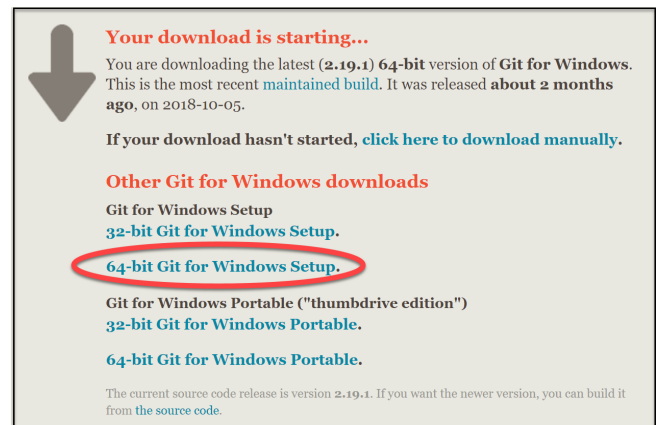 Your download is starting...
You are downloading the latest (2.19.1) 64-bit version of Git for Windows.
This is the most recent maintained build. It was released about 2 months
ago, on 2018-10-05.
If your download hasn't started, click here to download manually.
Other Git for Windows downloads
Git for Windows Setup
32-bit Git for Windows Setup.
64-bit Git for Windows Setup.
Git for Windows Portable ("thumbdrive edition")
32-bit Git for Windows Portable.
64-bit Git for Windows Portable.
The current source code release is version 2.19.1. If you want the newer version, you can build it
from the source code.